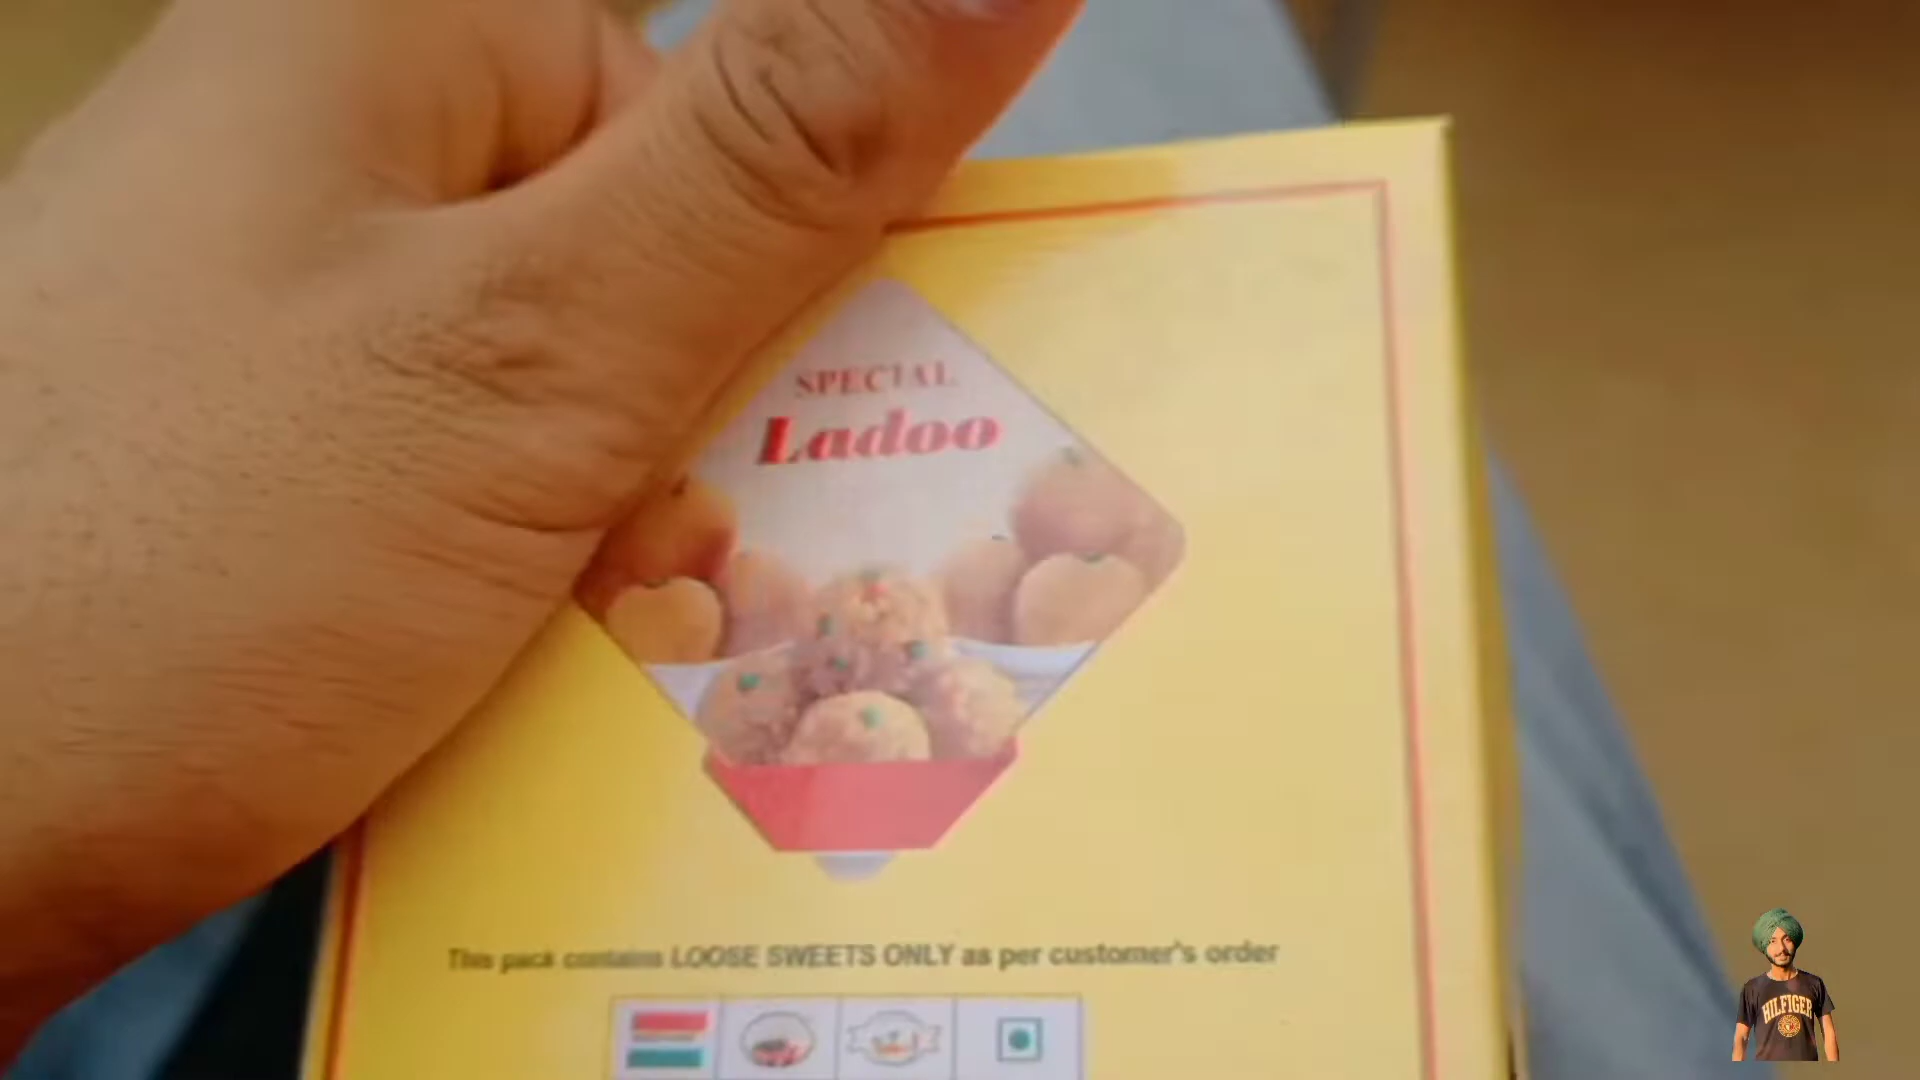 SPECIAL
Ladoo
This pack contains LOOSE SWEETS ONLY as per customer's order
HILFIGER